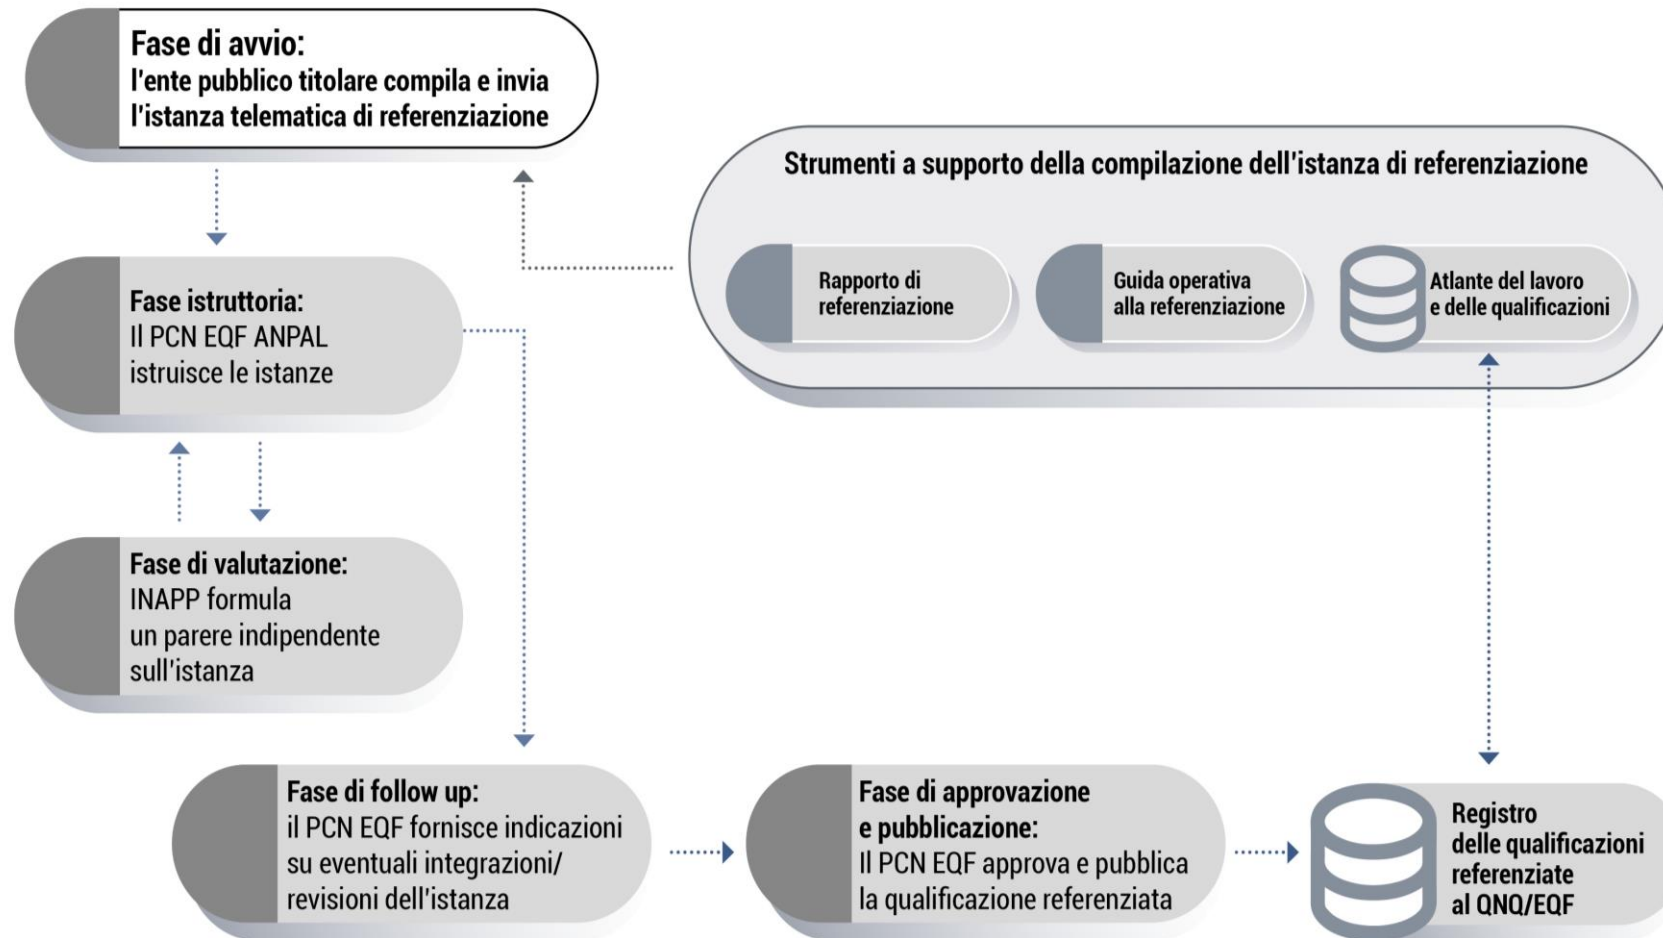 Fase di avvio:
l'ente pubblico titolare compila e invia
l'istanza telematica di referenziazione
Strumenti a supporto della compilazione dell'istanza di referenziazione
Rapporto di
referenziazione
Guida operativa
alla referenziazione
Atlante del lavoro
e delle qualificazioni
Fase istruttoria:
Il PCN EQF ANPAL
istruisce le istanze
Fase di valutazione:
INAPP formula
un parere indipendente
sull'istanza
Fase di follow up:
il PCN EQF fornisce indicazioni
su eventuali integrazioni/
revisioni dell'istanza
Fase di approvazione
e pubblicazione:
Il PCN EQF approva e pubblica
la qualificazione referenziata
Registro
delle qualificazioni
referenziate
al QNQ/EQF